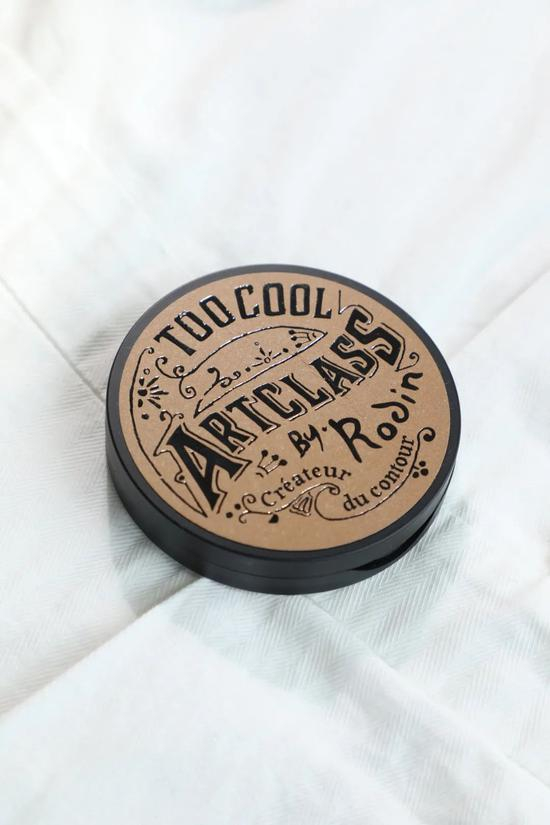 TOO COOL
ARTCLASS
By. Rodin
Créateur
du contour